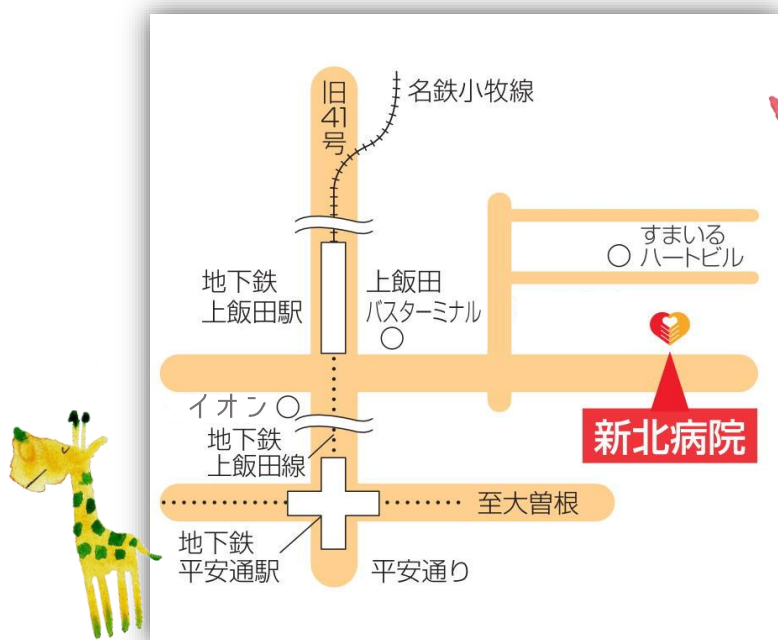 旧41号
名鉄小牧線
すまいる
ハートビル
地下鉄
上飯田駅
上飯田
バスターミナル
イオン
新北病院
地下鉄
上飯田線
至大曽根
地下鉄
平安通駅
平安通り